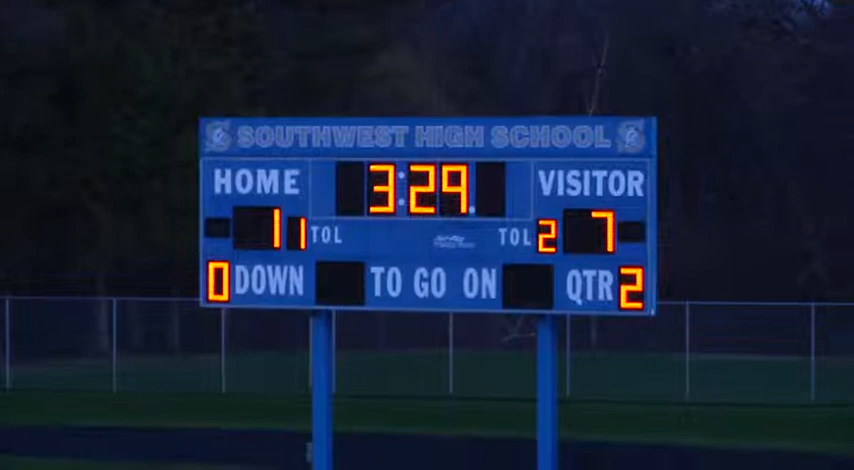 SOUTHWEST HIGH SCHOOL
HOME 3:29 VISITOR
1 1 TOL TOL 2 7
0 DOWN TO GO ON QTR 2